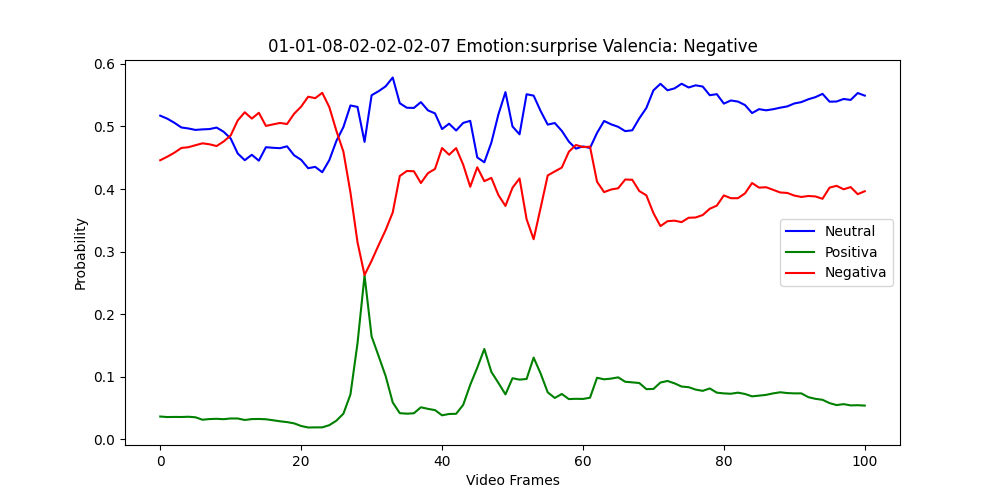 01-01-08-02-02-02-07 Emotion:surprise Valencia: Negative
0.6
0.5
0.4
0.3
0.2
0.1
0.0
Probability
Neutral
Positiva
Negativa
0 20 40 60 80 100
Video Frames